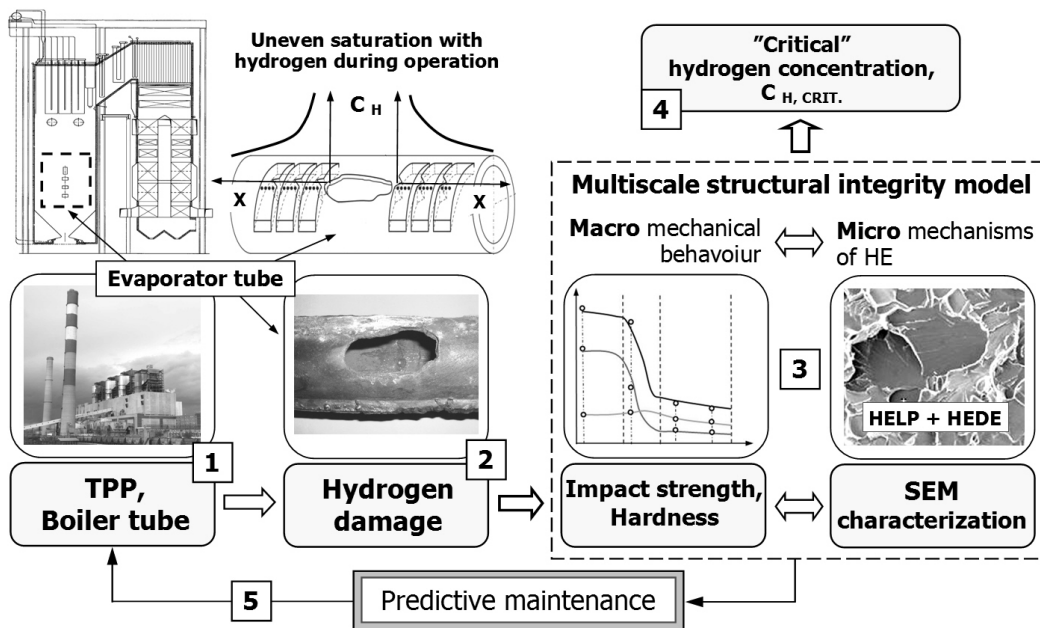 Uneven saturation with
hydrogen during operation
C H
X
X
Evaporator tube
1
TPP,
Boiler tube
2
Hydrogen
damage
”Critical”
hydrogen concentration,
C H, CRIT.
4
Multiscale structural integrity model
Macro mechanical
behavoiur
Micro mechanisms
of HE
3
HELP + HEDE
Impact strength,
Hardness
SEM
characterization
5
Predictive maintenance